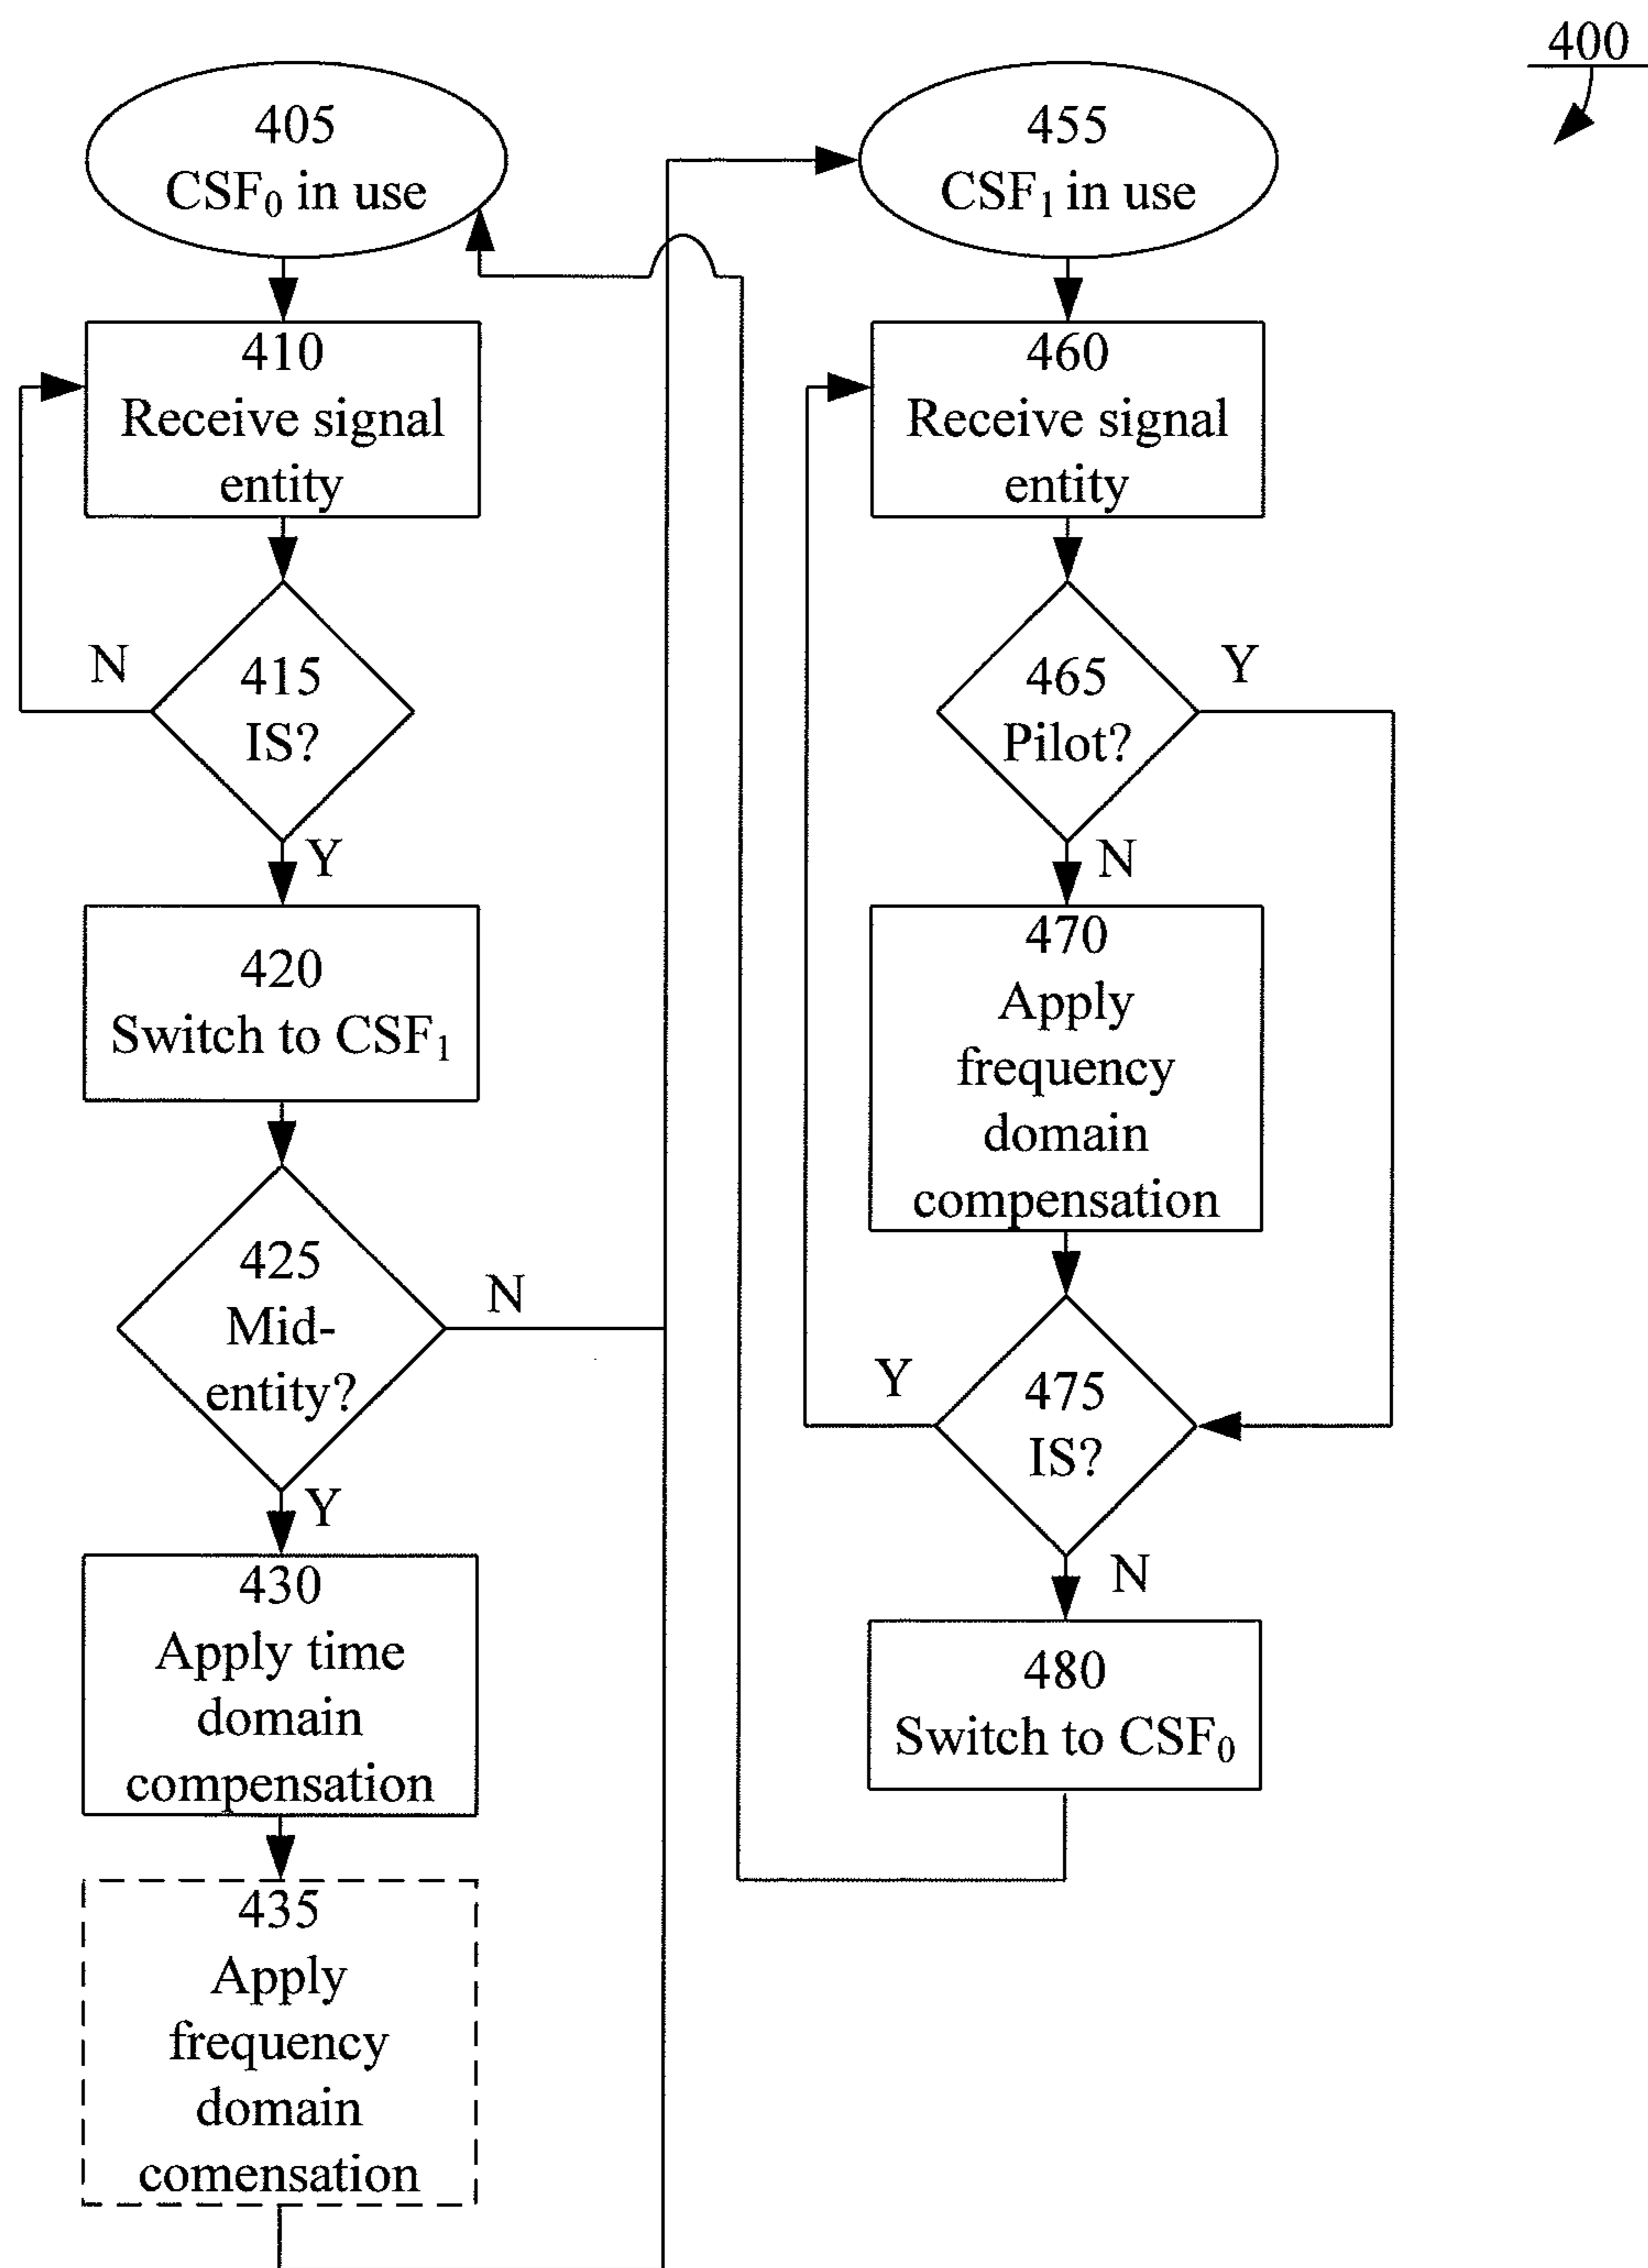 400
405
CSF₀ in use
410
Receive signal
entity
415
IS?
N
Y
420
Switch to CSF₁
425
Mid-
entity?
N
Y
430
Apply time
domain
compensation
435
Apply
frequency
domain
comensation
455
CSF₁ in use
460
Receive signal
entity
465
Pilot?
Y
N
470
Apply
frequency
domain
compensation
475
IS?
Y
N
480
Switch to CSF₀